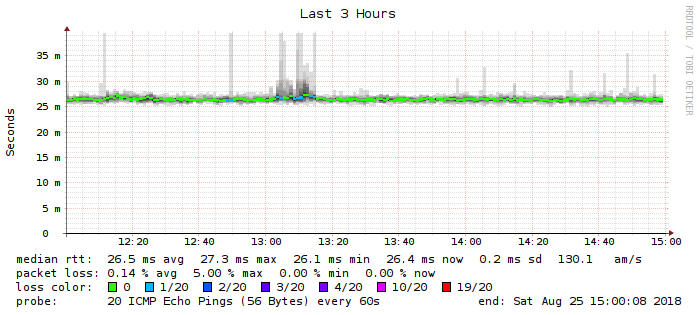 Last 3 Hours
RRDTOOL / TOBI OETIKER
Seconds
35 m
30 m
25 m
20 m
15 m
10 m
5 m
0
12:20 12:40 13:00 13:20 13:40 14:00 14:20 14:40 15:00
median rtt: 26.5 ms avg 27.3 ms max 26.1 ms min 26.4 ms now 0.2 ms sd 130.1 am/s
packet loss: 0.14 % avg 5.00 % max 0.00 % min 0.00 % now
loss color: 0 1/20 2/20 3/20 4/20 10/20 19/20
probe: 20 ICMP Echo Pings (56 Bytes) every 60s end: Sat Aug 25 15:00:08 2018